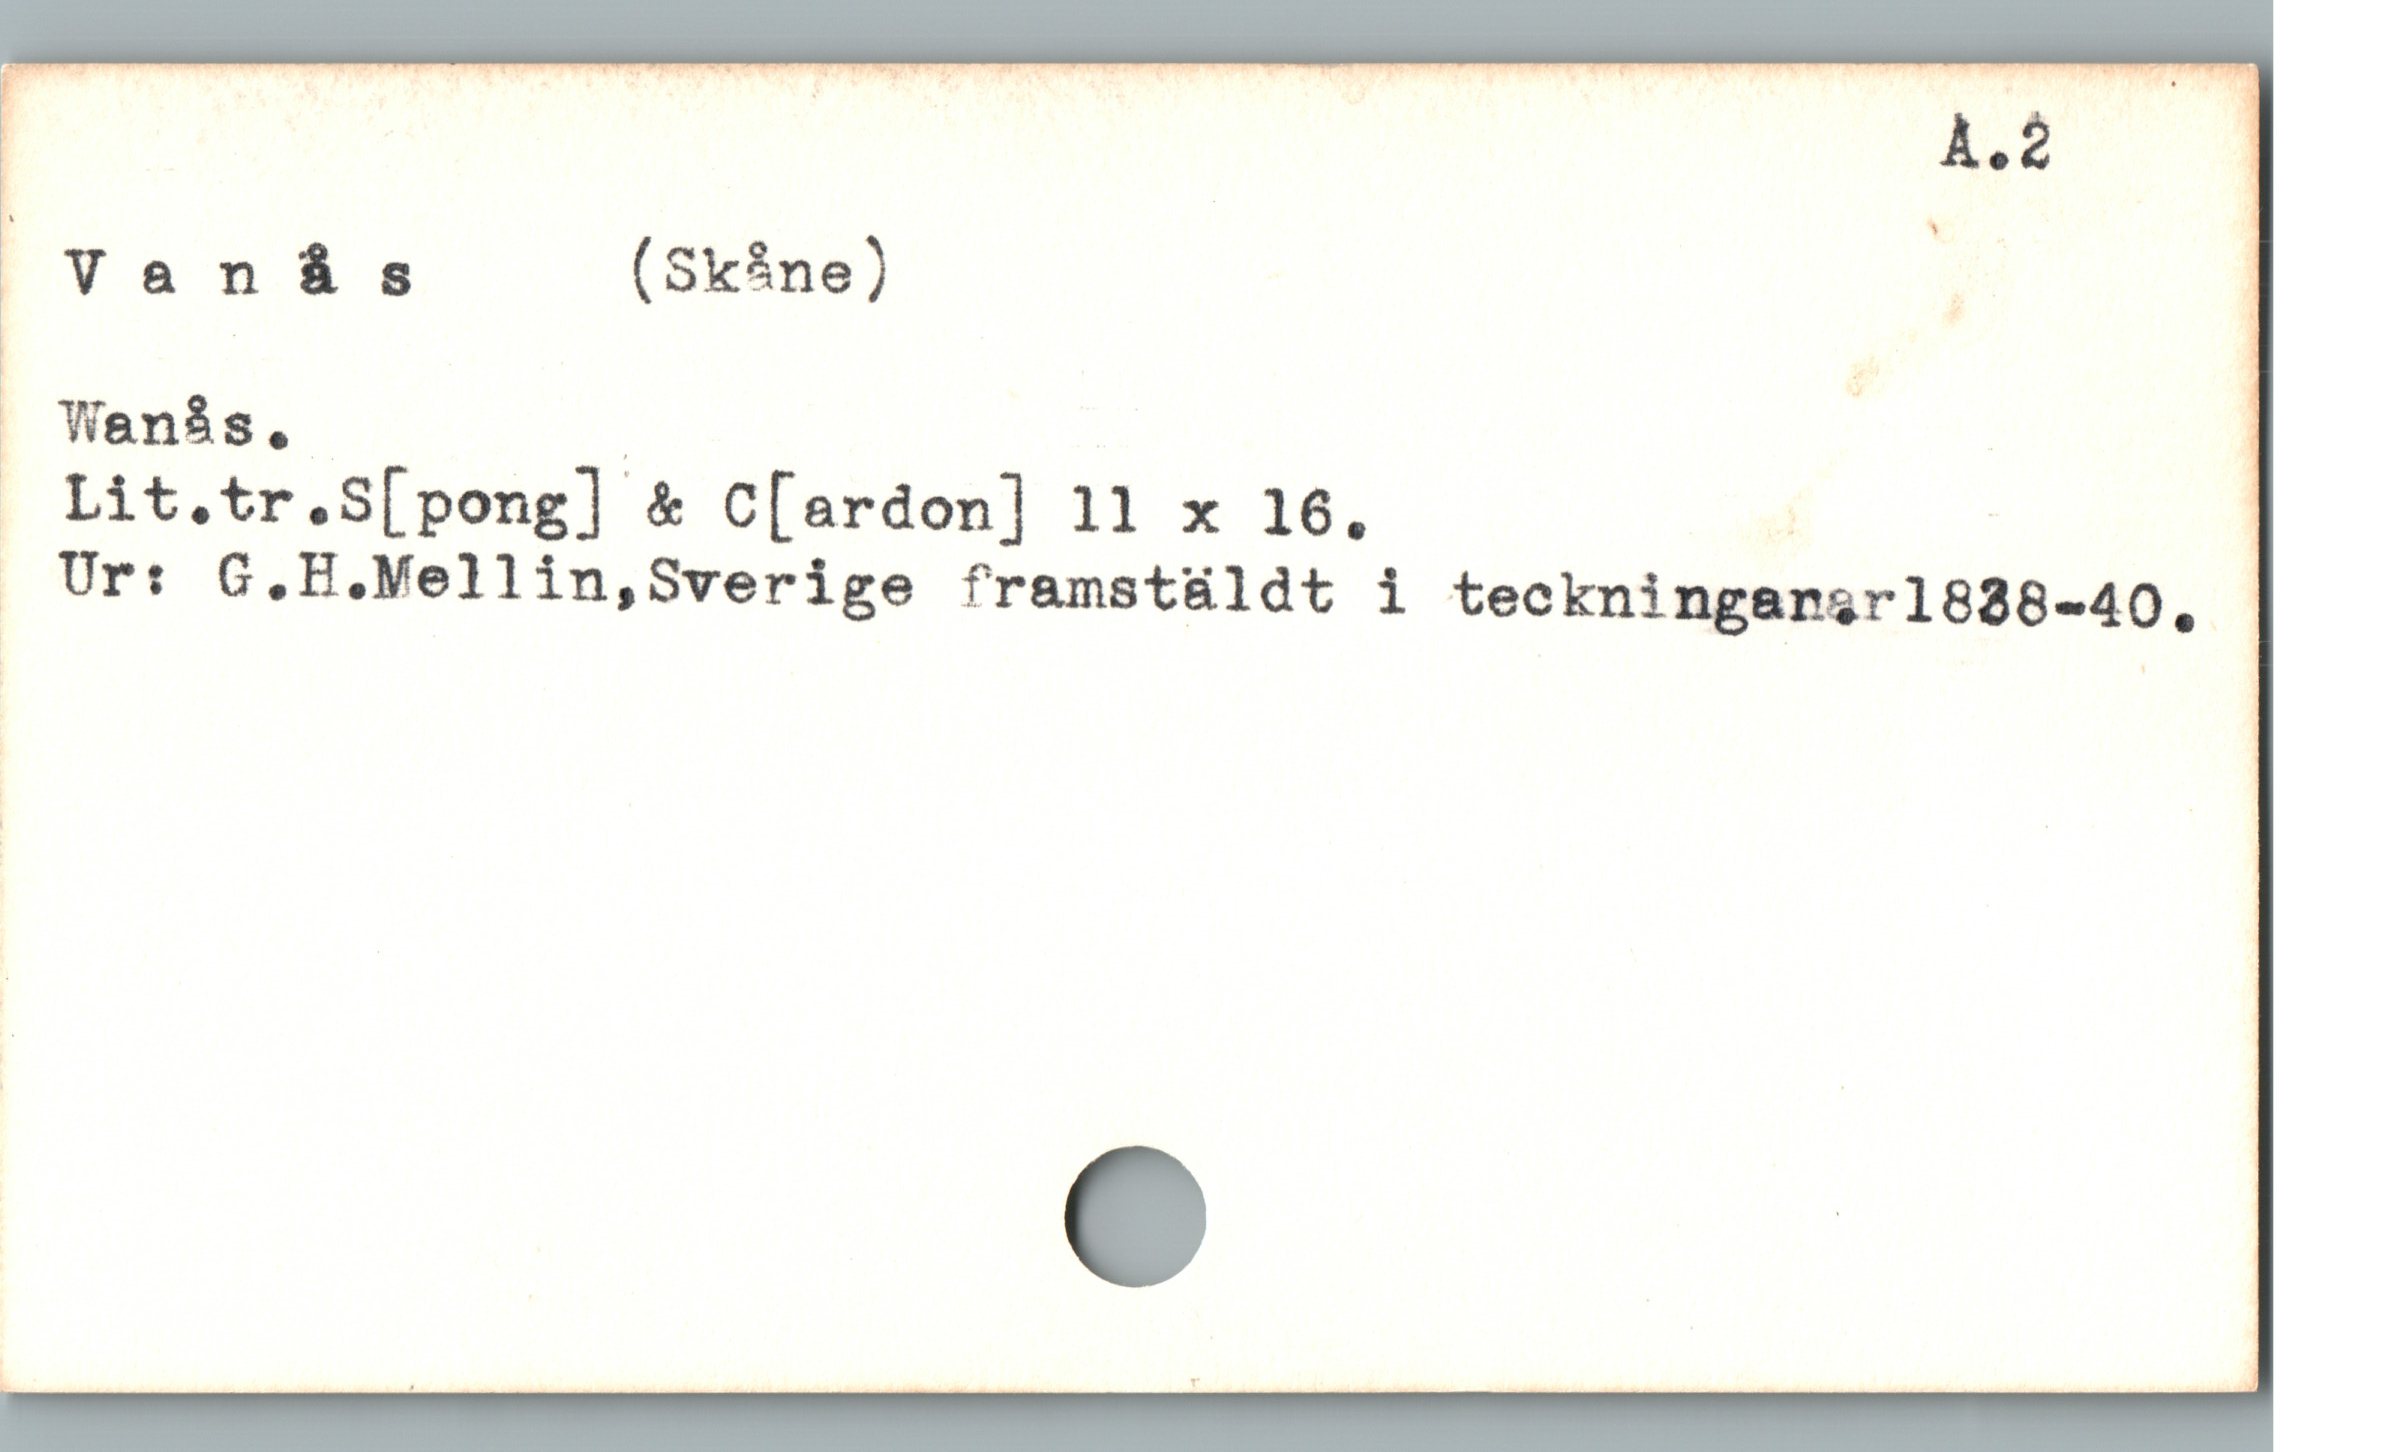 A.2
V a n å s (Skåne)
Wanås.
Lit.tr.S[pong] & C[ardon] 11 x 16.
Ur: G.H.Mellin,Sverige framstäldt i teckningar.1838-40.